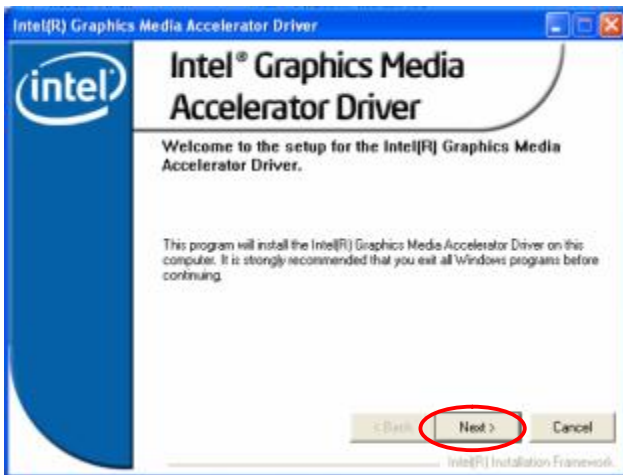 Intel(R) Graphics Media Accelerator Driver
intel
Intel® Graphics Media
Accelerator Driver
Welcome to the setup for the Intel(R) Graphics Media
Accelerator Driver.
This program will install the Intel(R) Graphics Media Accelerator Driver on this
computer. It is strongly recommended that you exit all Windows programs before
continuing.
< Back
Next >
Cancel
Intel(R) Installation Framework